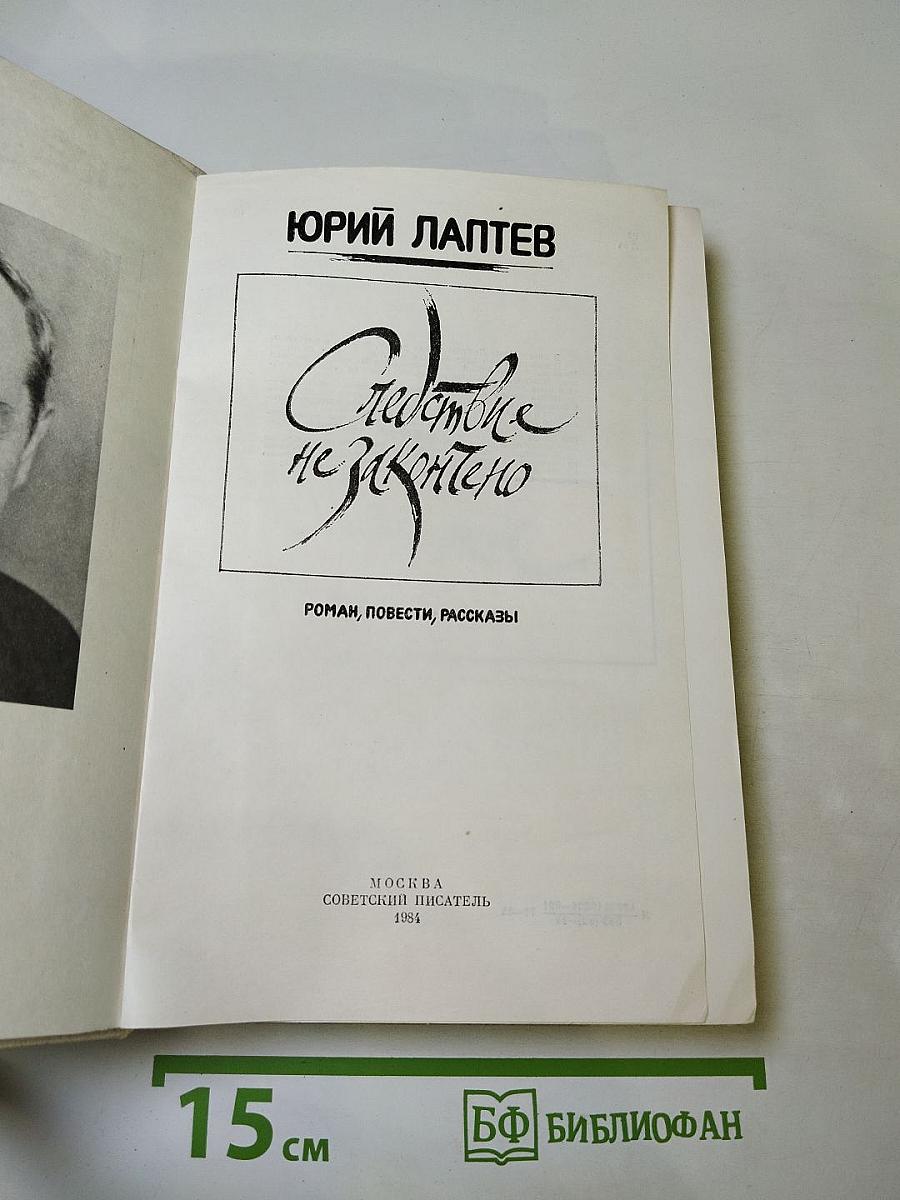 ЮРИЙ ЛАПТЕВ
Следствие
не закончено
РОМАН, ПОВЕСТИ, РАССКАЗЫ
МОСКВА
СОВЕТСКИЙ ПИСАТЕЛЬ
1984
15 см
БФ БИБЛИОФАН